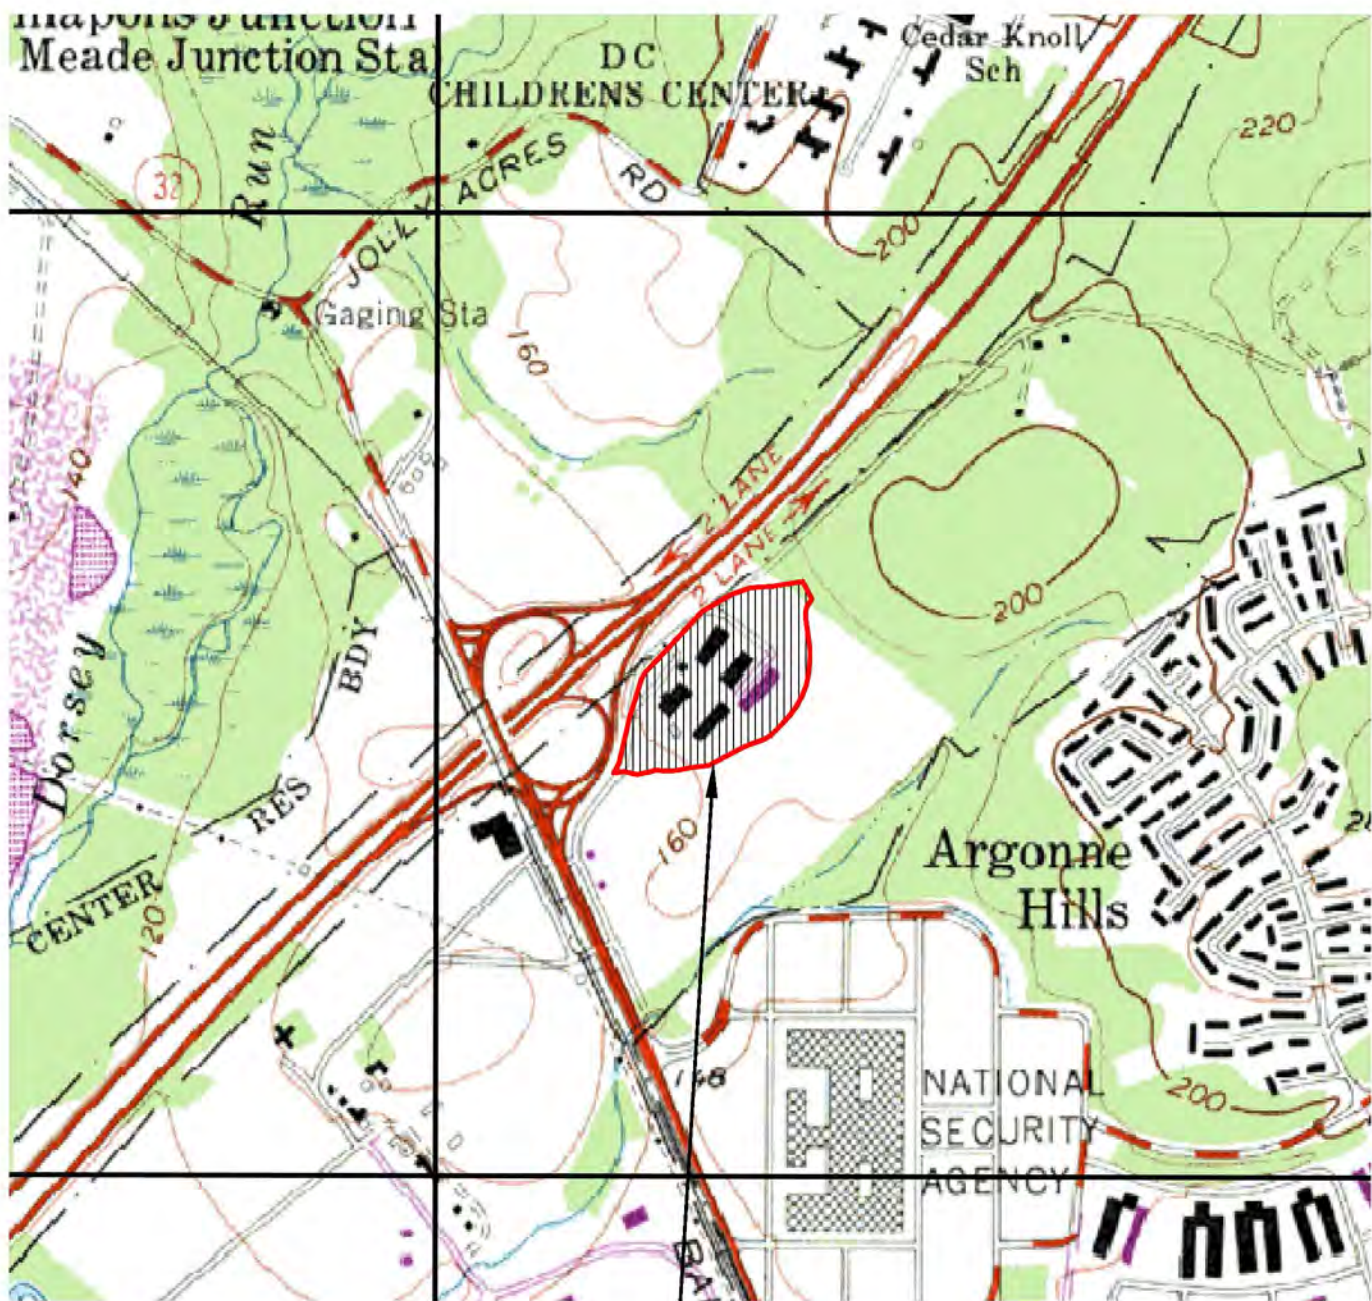 Meade Junction Sta
DC
CHILDRENS CENTER
Cedar Knoll
Sch
220
32
Run
JOLLY ACRES RD
200
Gaging Sta
160
140
2 LANE
2 LANE
200
BDY
Dorsey
RES
160
Argonne
Hills
CENTER
120
148
NATIONAL
SECURITY
AGENCY
200